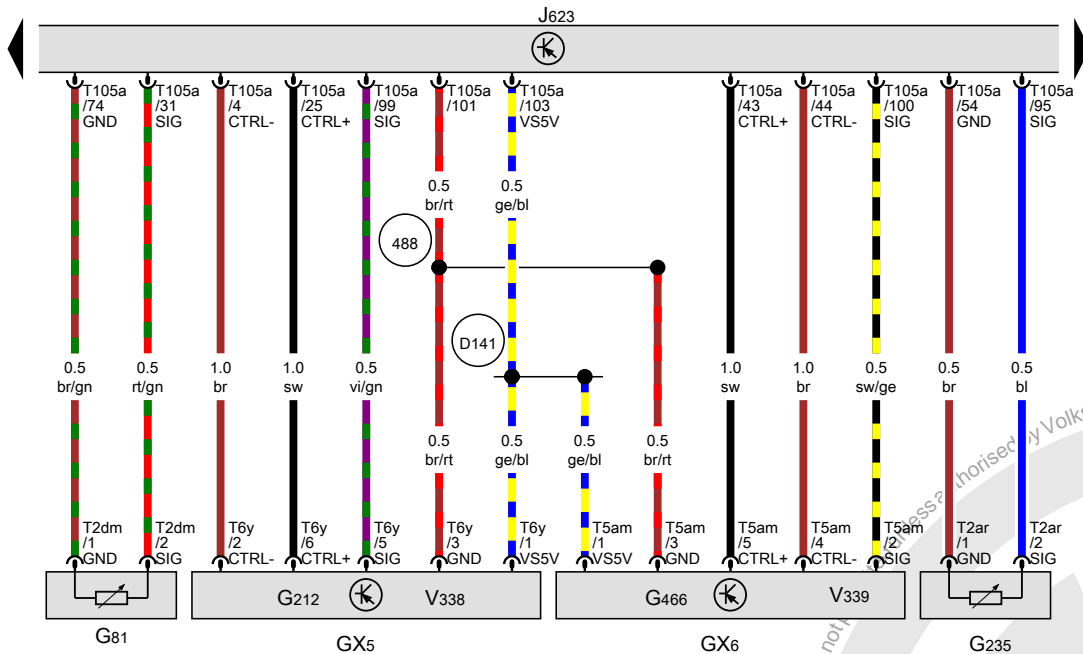 J623
T105a /74 GND
T105a /31 SIG
T105a /4 CTRL-
T105a /25 CTRL+
T105a /99 SIG
T105a /101
T105a /103 VS5V
T105a /43 CTRL+
T105a /44 CTRL-
T105a /100 SIG
T105a /54 GND
T105a /95 SIG
0.5 br/rt
0.5 ge/bl
488
D141
0.5 br/gn
0.5 rt/gn
1.0 br
1.0 sw
0.5 vi/gn
1.0 sw
1.0 br
0.5 sw/ge
0.5 br
0.5 bl
0.5 br/rt
0.5 ge/bl
0.5 ge/bl
0.5 br/rt
T2dm /1 GND
T2dm /2 SIG
T6y /2 CTRL-
T6y /6 CTRL+
T6y /5 SIG
T6y /3 GND
T6y /1 VS5V
T5am /1 VS5V
T5am /3 GND
T5am /5 CTRL+
T5am /4 CTRL-
T5am /2 SIG
T2ar /1 GND
T2ar /2 SIG
G212 V338
G466 V339
G81
GX5
GX6
G235